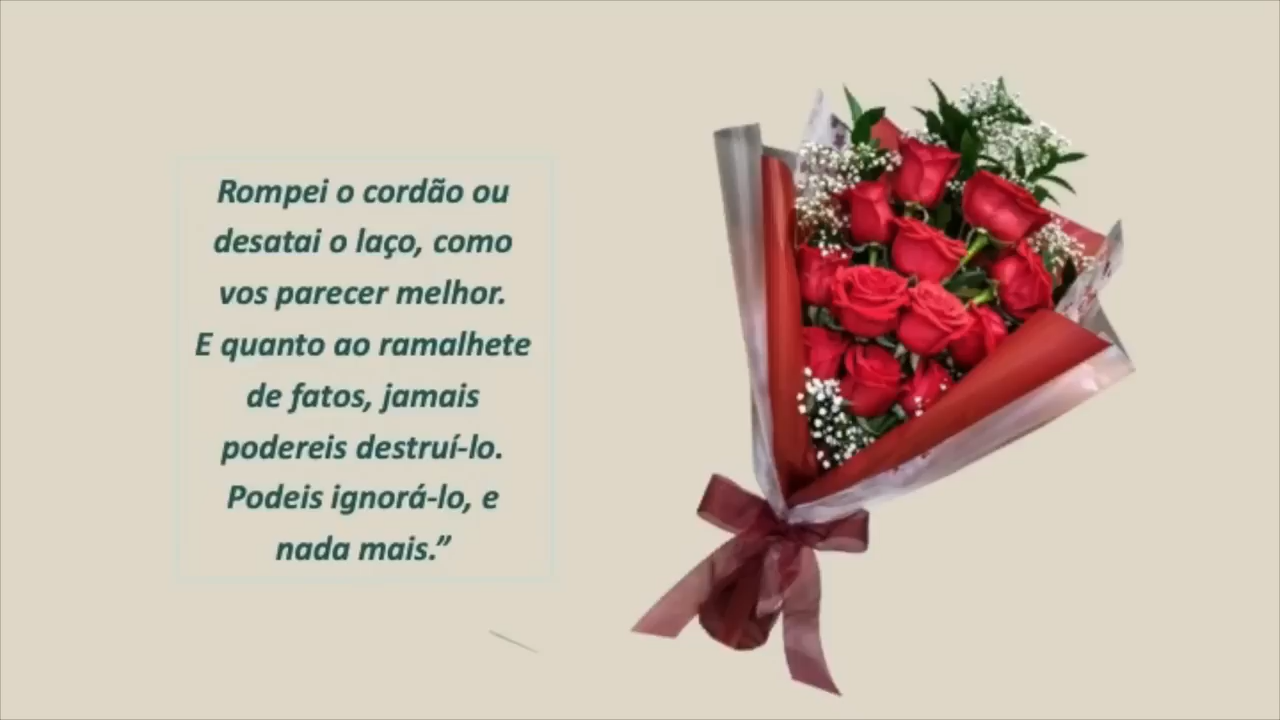 Rompei o cordão ou
desatai o laço, como
vos parecer melhor.
E quanto ao ramalhete
de fatos, jamais
podereis destruí-lo.
Podeis ignorá-lo, e
nada mais.”